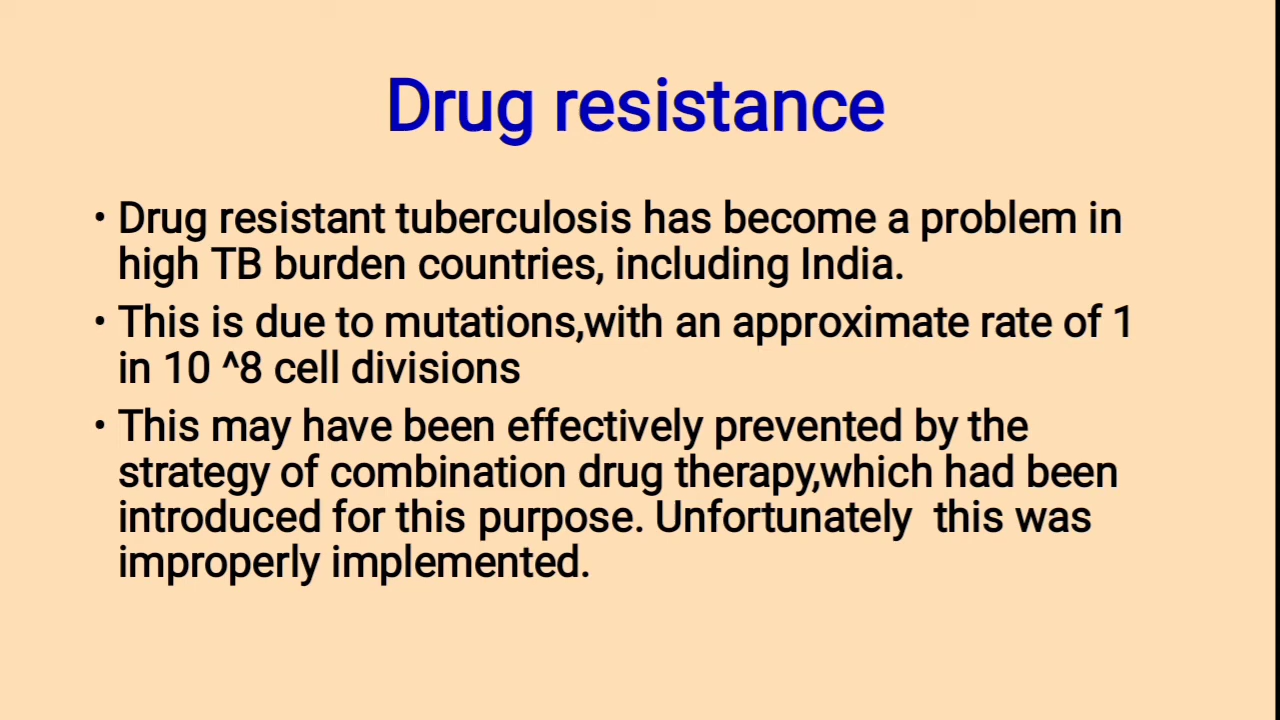 Drug resistance
• Drug resistant tuberculosis has become a problem in
high TB burden countries, including India.
• This is due to mutations,with an approximate rate of 1
in 10 ^8 cell divisions
• This may have been effectively prevented by the
strategy of combination drug therapy,which had been
introduced for this purpose. Unfortunately  this was
improperly implemented.